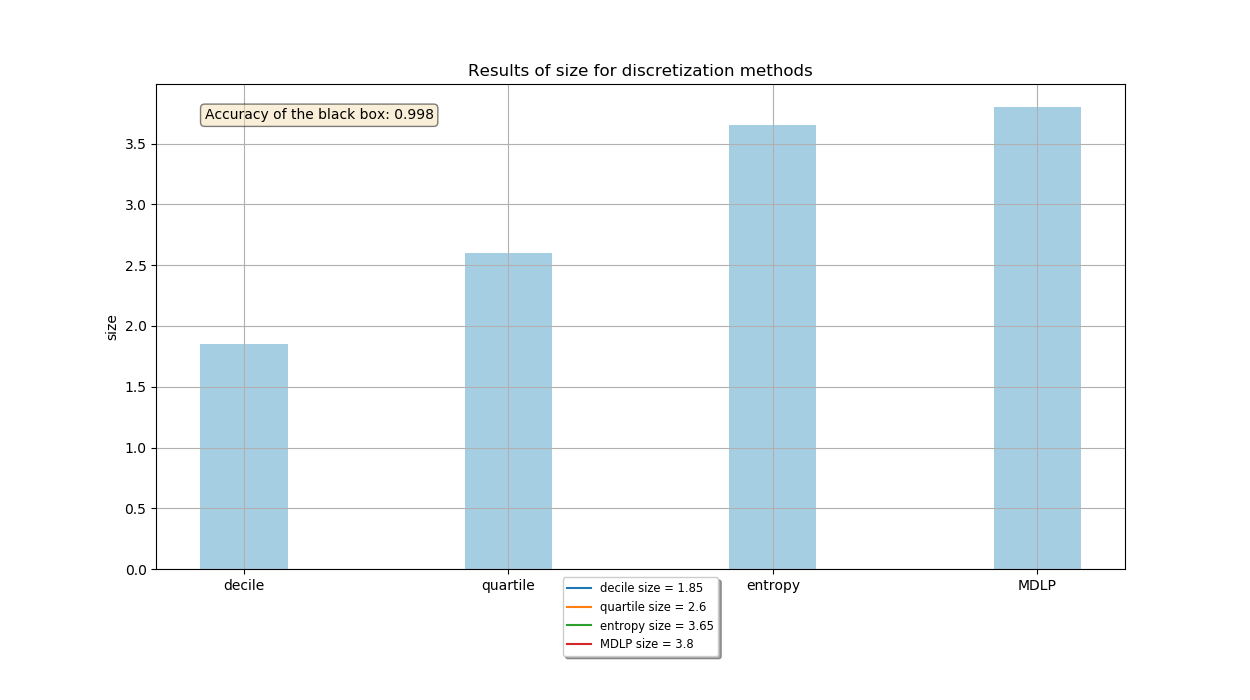 Results of size for discretization methods
Accuracy of the black box: 0.998
3.5
3.0
2.5
2.0
1.5
1.0
0.5
0.0
size
decile
quartile
entropy
MDLP
decile size = 1.85
quartile size = 2.6
entropy size = 3.65
MDLP size = 3.8